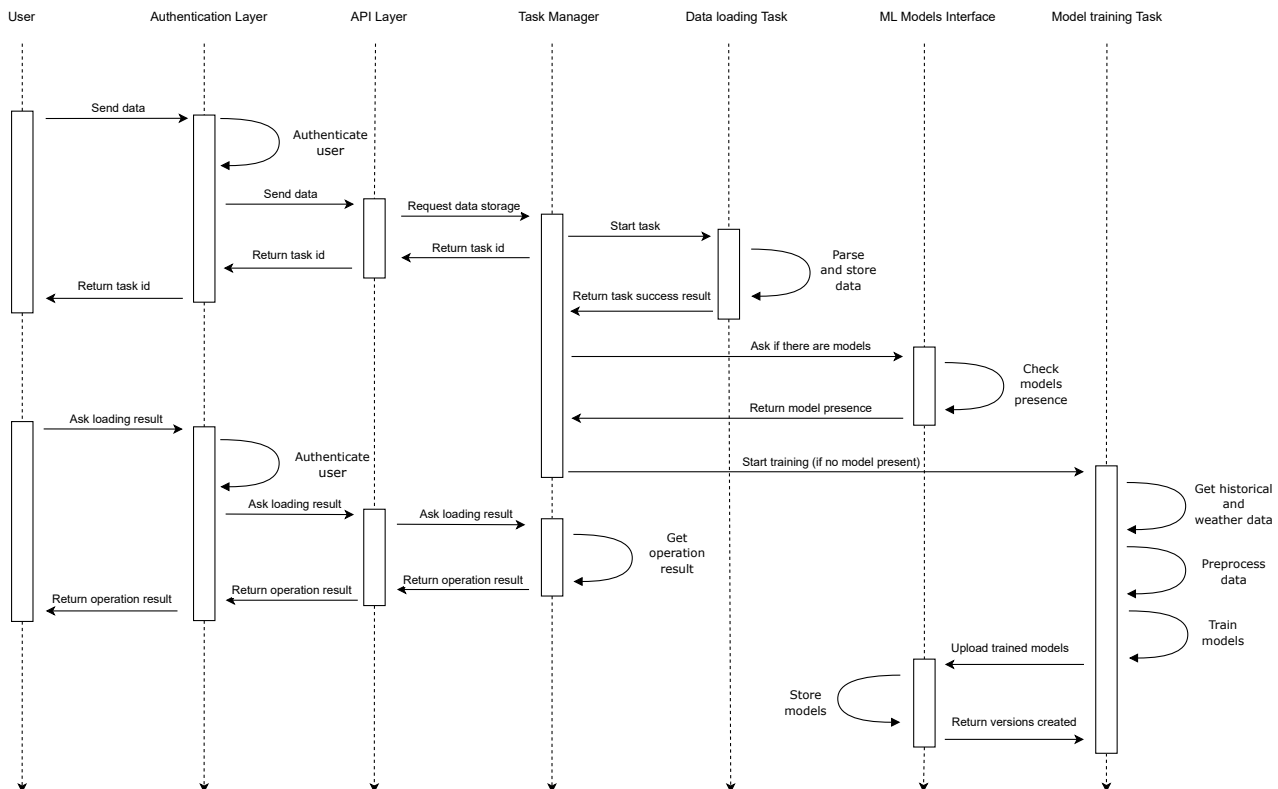 User
Authentication Layer
API Layer
Task Manager
Data loading Task
ML Models Interface
Model training Task
Send data
Authenticate
user
Send data
Request data storage
Start task
Return task id
Return task id
Return task id
Parse
and store
data
Return task success result
Ask if there are models
Check
models
presence
Return model presence
Ask loading result
Authenticate
user
Start training (if no model present)
Get historical
and
weather data
Ask loading result
Ask loading result
Get
operation
result
Preprocess
data
Return operation result
Return operation result
Return operation result
Train
models
Upload trained models
Store
models
Return versions created